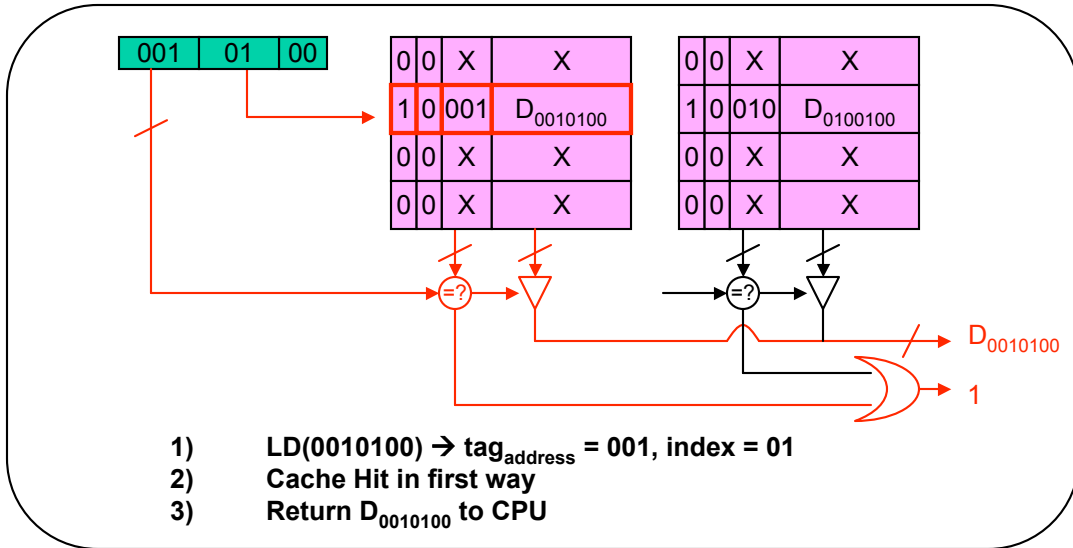 001 01 00
0 0 X X
1 0 001 D0010100
0 0 X X
0 0 X X
0 0 X X
1 0 010 D0100100
0 0 X X
0 0 X X
=?
=?
D0010100
1
1) LD(0010100) → tagaddress = 001, index = 01
2) Cache Hit in first way
3) Return D0010100 to CPU